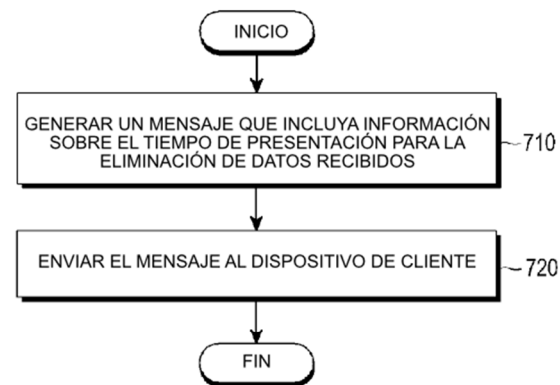 INICIO
GENERAR UN MENSAJE QUE INCLUYA INFORMACIÓN
SOBRE EL TIEMPO DE PRESENTACIÓN PARA LA
ELIMINACIÓN DE DATOS RECIBIDOS
710
ENVIAR EL MENSAJE AL DISPOSITIVO DE CLIENTE
720
FIN